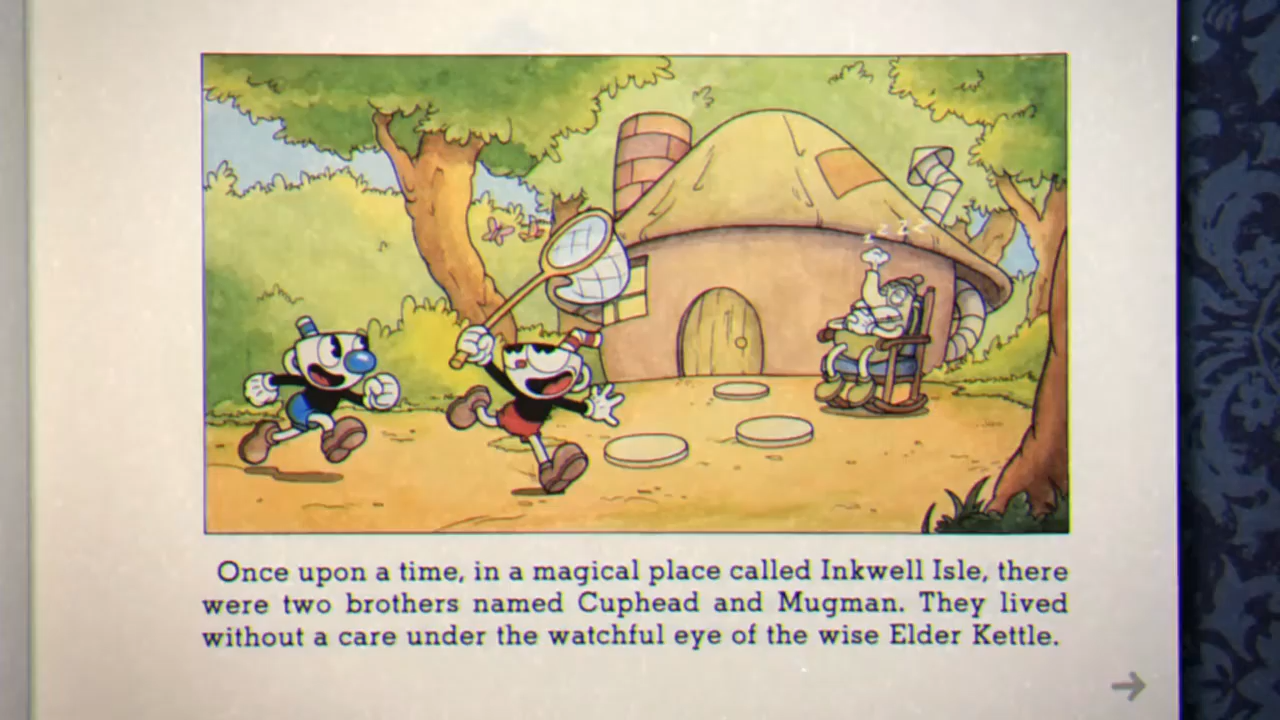 z z z z
Once upon a time, in a magical place called Inkwell Isle, there
were two brothers named Cuphead and Mugman. They lived
without a care under the watchful eye of the wise Elder Kettle.